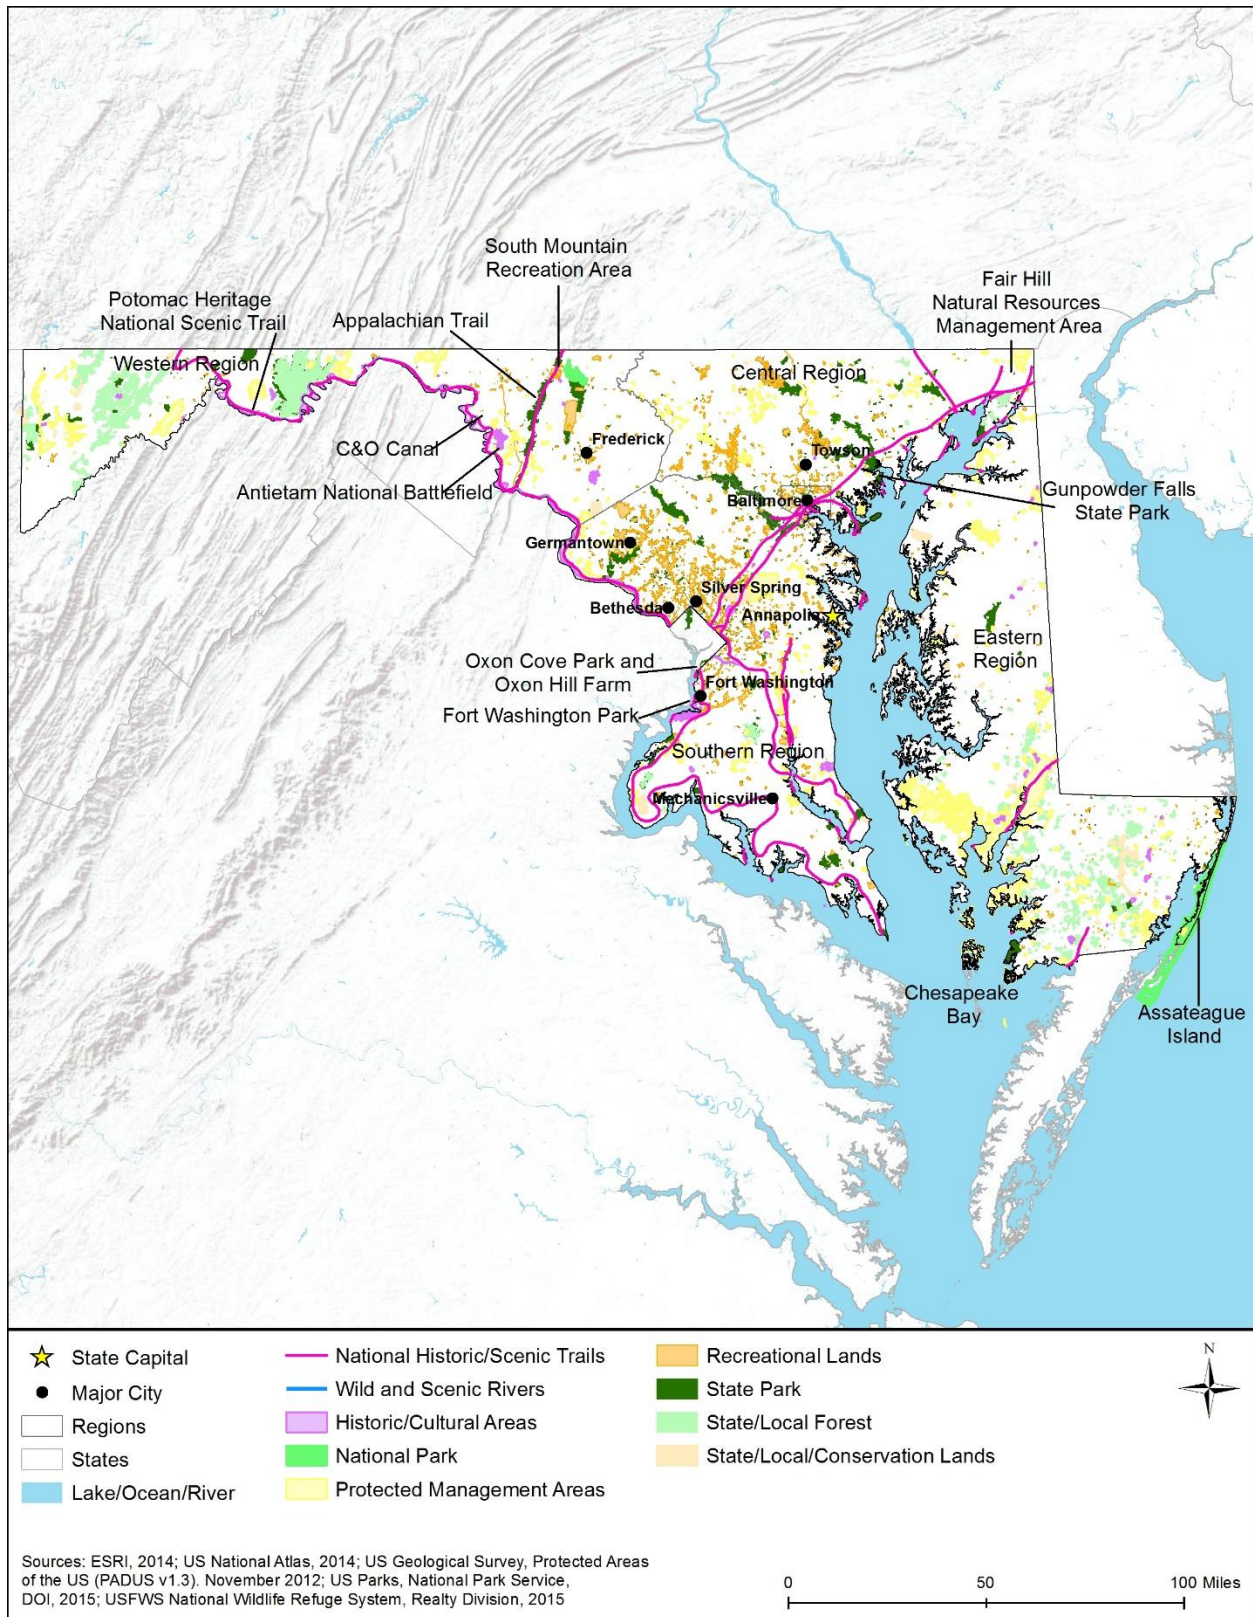 South Mountain
Recreation Area
Fair Hill
Natural Resources
Management Area
Potomac Heritage
National Scenic Trail
Appalachian Trail
Western Region
Central Region
C&O Canal
Frederick
Towson
Antietam National Battlefield
Gunpowder Falls
State Park
Baltimore
Germantown
Silver Spring
Bethesda
Annapolis
Eastern
Region
Oxon Cove Park and
Oxon Hill Farm
Fort Washington
Fort Washington Park
Southern Region
Mechanicsville
Chesapeake
Bay
Assateague
Island
State Capital
Major City
Regions
States
Lake/Ocean/River
National Historic/Scenic Trails
Wild and Scenic Rivers
Historic/Cultural Areas
National Park
Protected Management Areas
Recreational Lands
State Park
State/Local Forest
State/Local/Conservation Lands
N
Sources: ESRI, 2014; US National Atlas, 2014; US Geological Survey, Protected Areas
of the US (PADUS v1.3). November 2012; US Parks, National Park Service,
DOI, 2015; USFWS National Wildlife Refuge System, Realty Division, 2015
0 50 100 Miles